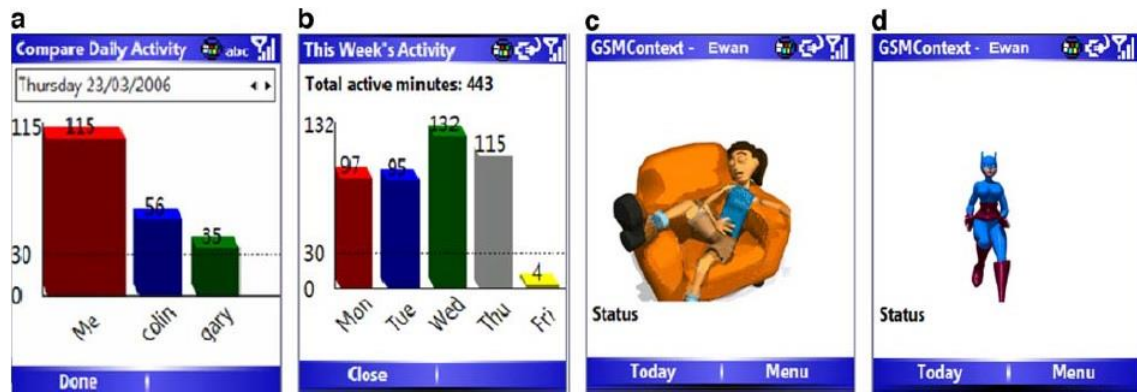 a
Compare Daily Activity abc
Thursday 23/03/2006
115
115
56
35
30
0
Me colin gary
Done
b
This Week's Activity
Total active minutes: 443
132
132
97 95 115
30
4
0
Mon Tue Wed Thu Fri
Close
c
GSMContext - Ewan
Status
Today Menu
d
GSMContext - Ewan
Status
Today Menu